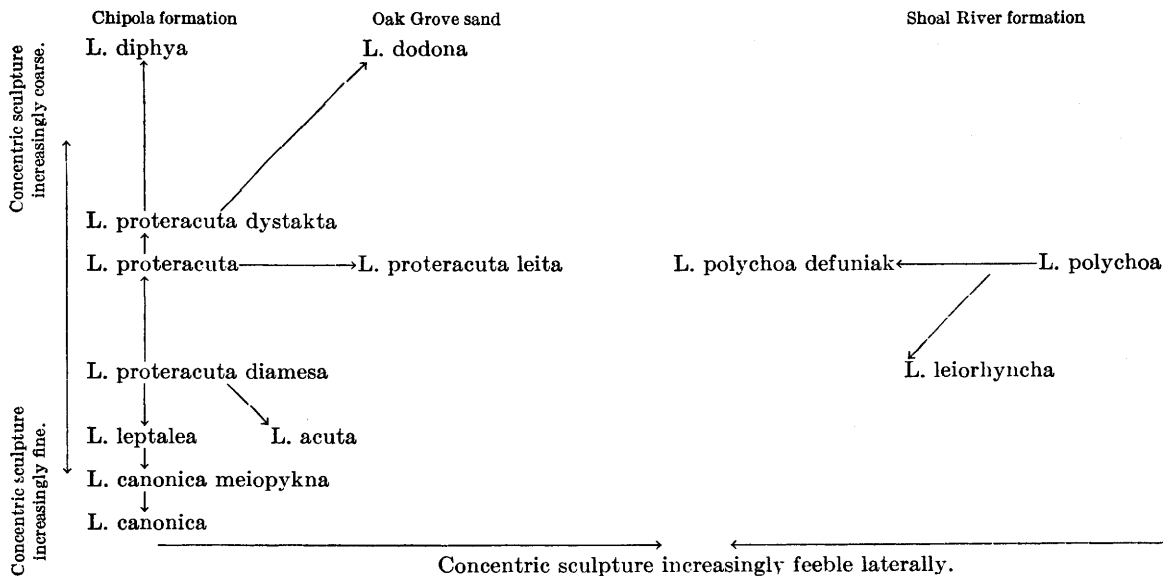 Chipola formation Oak Grove sand Shoal River formation
Concentric sculpture
increasingly coarse.
L. diphya L. dodona
L. proteracuta dystakta
L. proteracuta L. proteracuta leita L. polychoa defuniak L. polychoa
L. proteracuta diamesa L. leiorhyncha
L. leptalea L. acuta
Concentric sculpture
increasingly fine.
L. canonica meiopykna
L. canonica
Concentric sculpture increasingly feeble laterally.